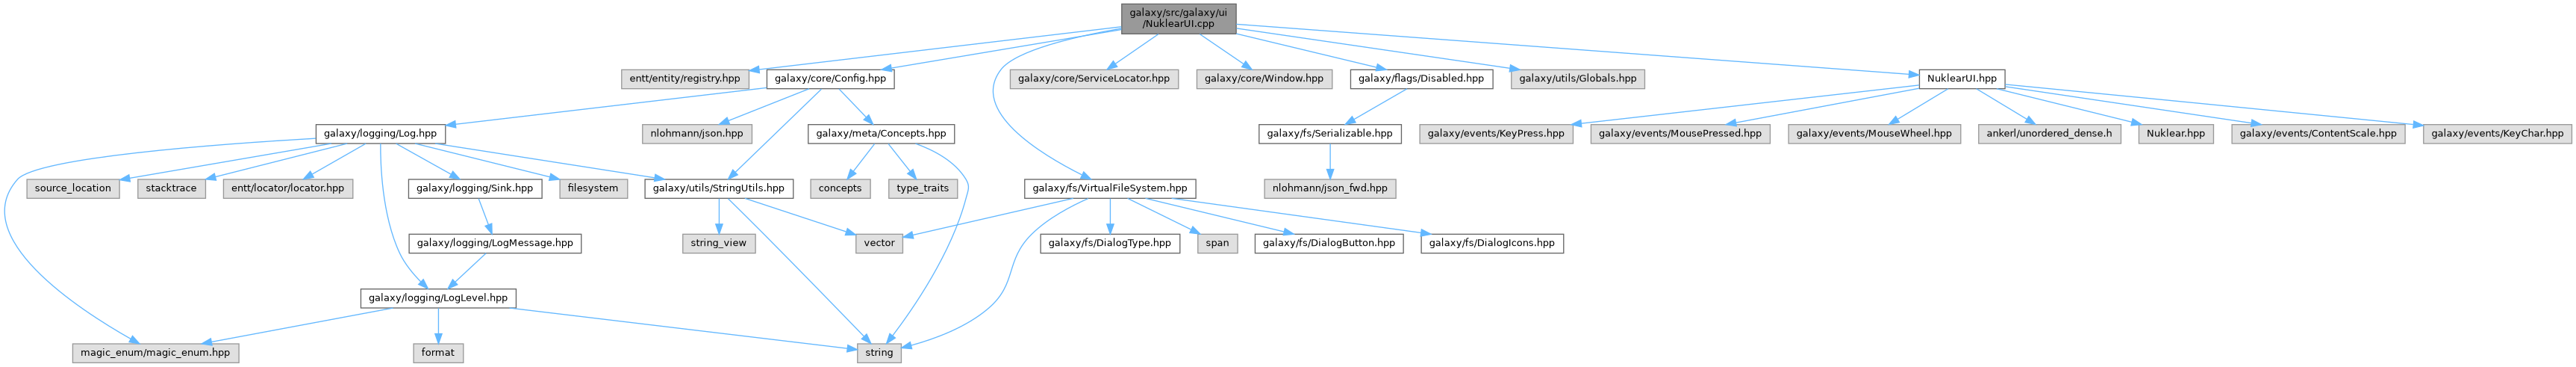 galaxy/src/galaxy/ui
/NuklearUI.cpp
entt/entity/registry.hpp
galaxy/core/Config.hpp
galaxy/core/ServiceLocator.hpp
galaxy/core/Window.hpp
galaxy/flags/Disabled.hpp
galaxy/utils/Globals.hpp
NuklearUI.hpp
galaxy/logging/Log.hpp
nlohmann/json.hpp
galaxy/meta/Concepts.hpp
galaxy/fs/Serializable.hpp
galaxy/events/KeyPress.hpp
galaxy/events/MousePressed.hpp
galaxy/events/MouseWheel.hpp
ankerl/unordered_dense.h
Nuklear.hpp
galaxy/events/ContentScale.hpp
galaxy/events/KeyChar.hpp
source_location
stacktrace
entt/locator/locator.hpp
galaxy/logging/Sink.hpp
filesystem
galaxy/utils/StringUtils.hpp
concepts
type_traits
galaxy/fs/VirtualFileSystem.hpp
nlohmann/json_fwd.hpp
galaxy/logging/LogMessage.hpp
string_view
vector
galaxy/fs/DialogType.hpp
span
galaxy/fs/DialogButton.hpp
galaxy/fs/DialogIcons.hpp
galaxy/logging/LogLevel.hpp
magic_enum/magic_enum.hpp
format
string